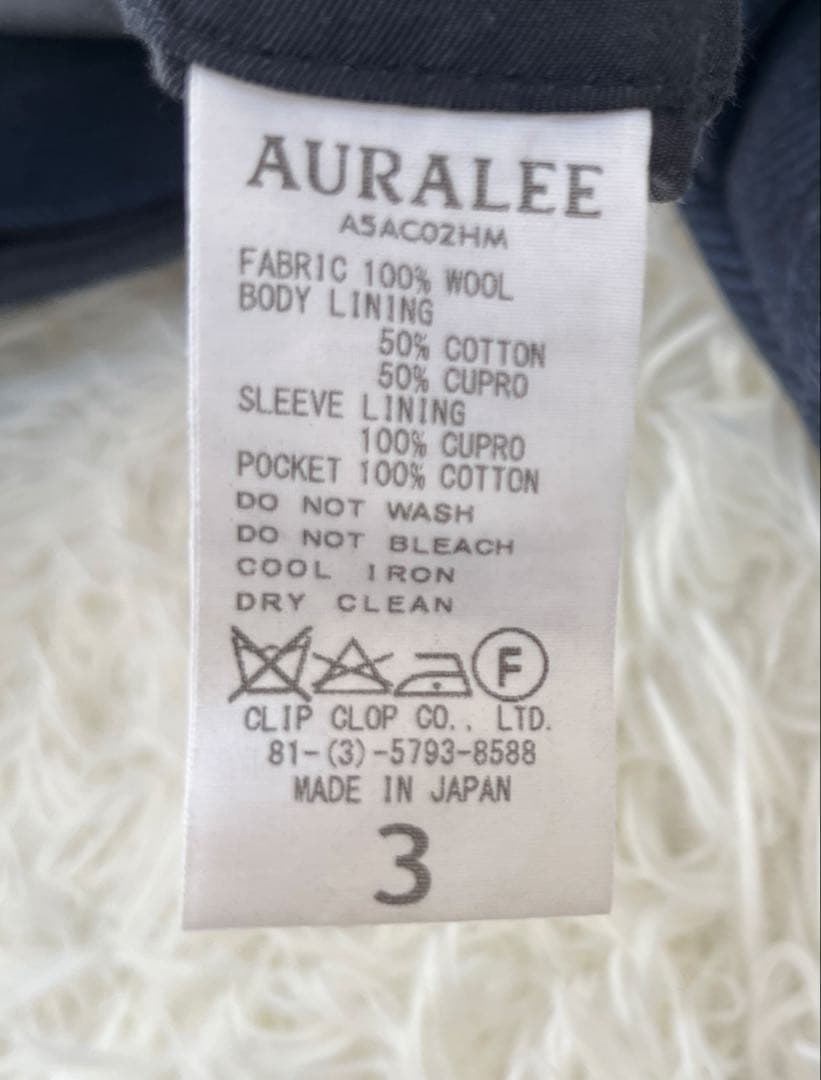 AURALEE
A5AC02HM
FABRIC 100% WOOL
BODY LINING
50% COTTON
50% CUPRO
SLEEVE LINING
100% CUPRO
POCKET 100% COTTON
DO NOT WASH
DO NOT BLEACH
COOL IRON
DRY CLEAN
F
CLIP CLOP CO., LTD.
81-(3)-5793-8588
MADE IN JAPAN
3